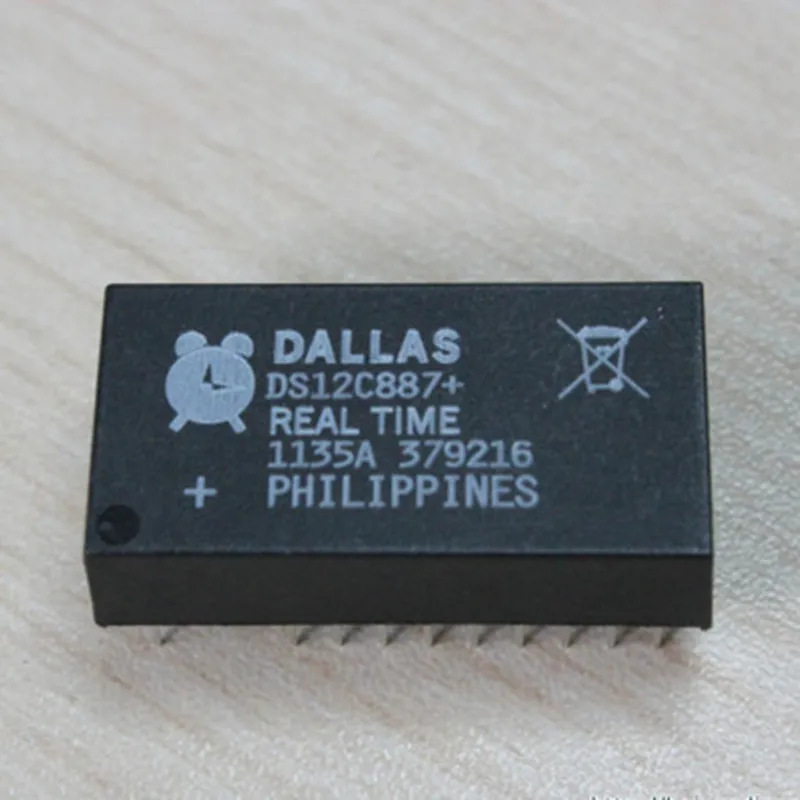 DALLAS
DS12C887+
REAL TIME
1135A 379216
+ PHILIPPINES